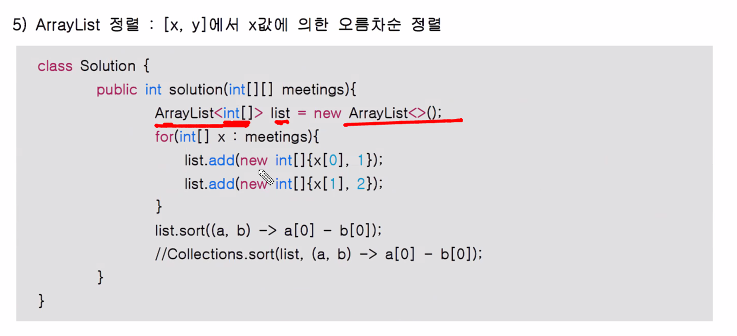 5) ArrayList 정렬 : [x, y]에서 x값에 의한 오름차순 정렬
class Solution {
public int solution(int[][] meetings){
ArrayList<int[]> list = new ArrayList<>();
for(int[] x : meetings){
list.add(new int[]{x[0], 1});
list.add(new int[]{x[1], 2});
}
list.sort((a, b) -> a[0] - b[0]);
//Collections.sort(list, (a, b) -> a[0] - b[0]);
}
}